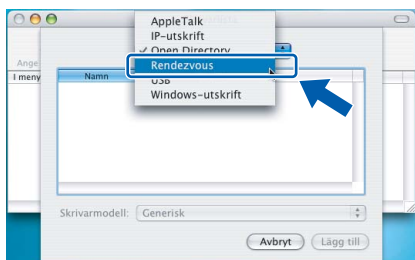 AppleTalk
IP-utskrift
✓ Open Directory
Rendezvous
USB
Windows-utskrift
Ange
I meny
Namn
Skrivarmodell: Generisk
Avbryt
Lägg till